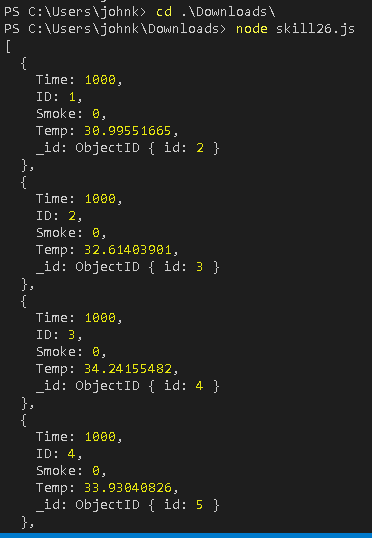 PS C:\Users\johnk> cd .\Downloads\
PS C:\Users\johnk\Downloads> node skill26.js
[
  {
    Time: 1000,
    ID: 1,
    Smoke: 0,
    Temp: 30.99551665,
    _id: ObjectID { id: 2 }
  },
  {
    Time: 1000,
    ID: 2,
    Smoke: 0,
    Temp: 32.61403901,
    _id: ObjectID { id: 3 }
  },
  {
    Time: 1000,
    ID: 3,
    Smoke: 0,
    Temp: 34.24155482,
    _id: ObjectID { id: 4 }
  },
  {
    Time: 1000,
    ID: 4,
    Smoke: 0,
    Temp: 33.93040826,
    _id: ObjectID { id: 5 }
  },